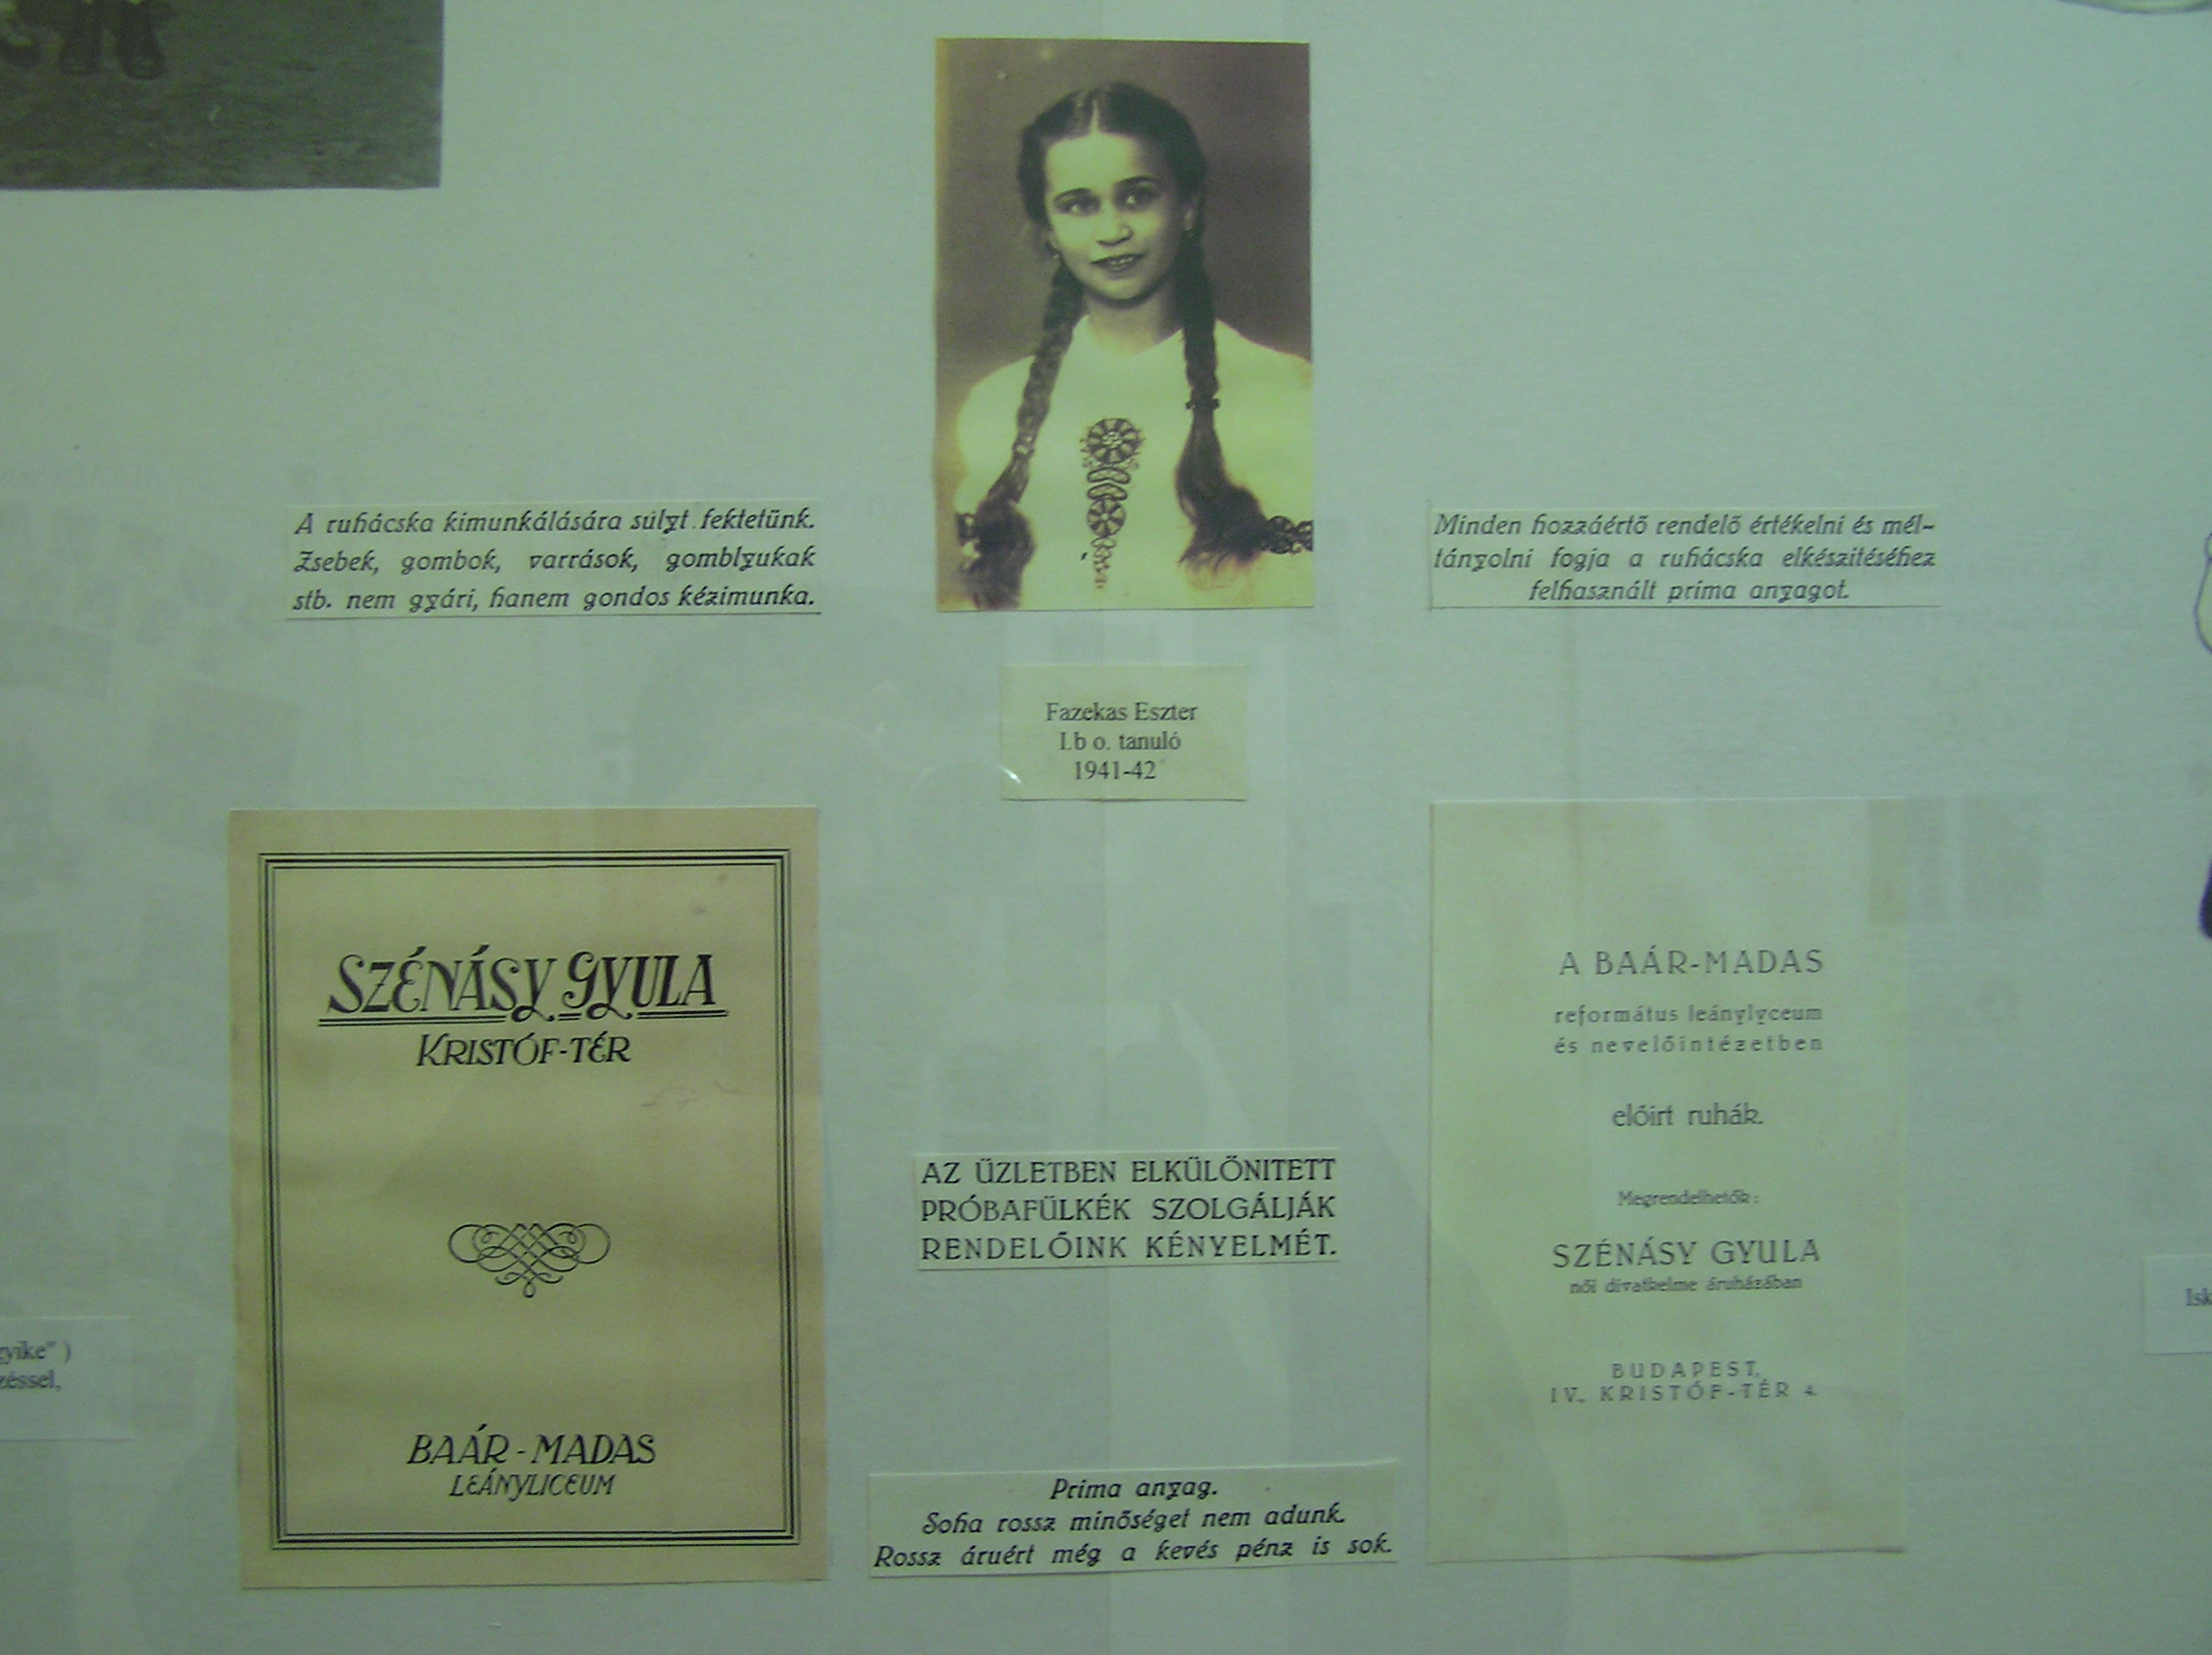 A ruhácska kimunkálására súlyt fektetünk.
Zsebek, gombok, varrások, gomblyukak
stb. nem gyári, hanem gondos kézimunka.
Minden hozzáértő rendelő értékelni és mél-
tányolni fogja a ruhácska elkészitéséhez
felhasznált prima anyagot.
Fazekas Eszter
I.b o. tanuló
1941-42
SZÉNÁSY GYULA
KRISTÓF-TÉR
BAÁR-MADAS
LEÁNYLICEUM
AZ ÜZLETBEN ELKÜLÖNITETT
PRÓBAFÜLKÉK SZOLGÁLJÁK
RENDELŐINK KÉNYELMÉT.
Prima anyag.
Soha rossz minőséget nem adunk.
Rossz áruért még a kevés pénz is sok.
A BAÁR-MADAS
református leánylyceum
és nevelőintézetben
előirt ruhák.
Megrendelhetők:
SZÉNÁSY GYULA
női divatkelme áruházában
BUDAPEST,
IV., KRISTÓF-TÉR 4.
gyike" )
zéssel,
Isk